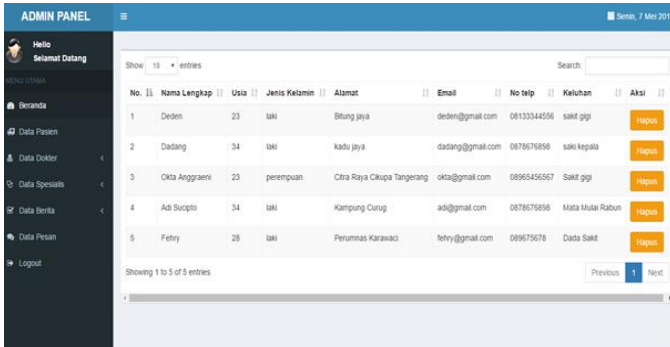 ADMIN PANEL
Senin, 7 Mei 201
Hello
Selamat Datang
MENU UTAMA
Beranda
Data Pasien
Data Dokter
Data Spesialis
Data Berita
Data Pesan
Logout
Show 10 entries
Search:
No. Nama Lengkap Usia Jenis Kelamin Alamat Email No telp Keluhan Aksi
1 Deden 23 laki Bitung jaya deden@gmail.com 08133344556 sakit gigi Hapus
2 Dadang 34 laki kadu jaya dadang@gmail.com 0878676898 saki kepala Hapus
3 Okta Anggraeni 23 perempuan Citra Raya Cikupa Tangerang okta@gmail.com 08965456567 Sakit gigi Hapus
4 Adi Sucipto 34 laki Kampung Curug adi@gmail.com 0878676898 Mata Mulai Rabun Hapus
5 Fehry 28 laki Perumnas Karawaci fehry@gmail.com 089675678 Dada Sakit Hapus
Showing 1 to 5 of 5 entries
Previous 1 Next